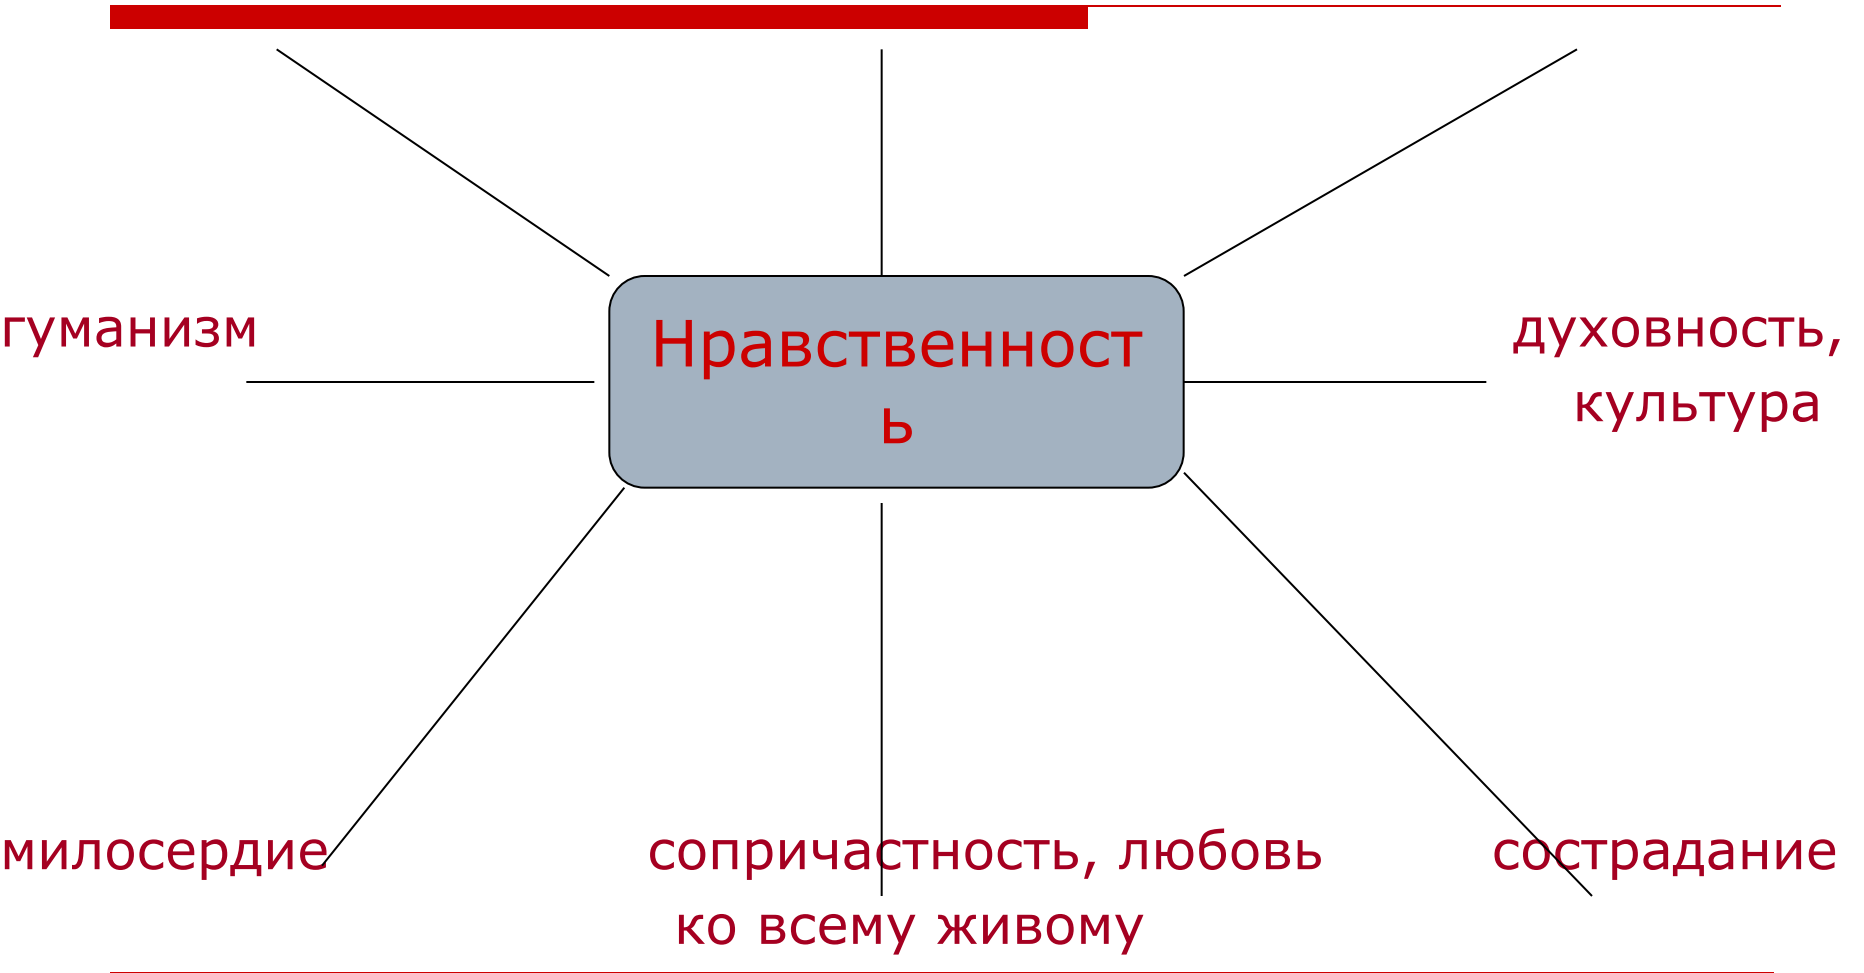 гуманизм
Нравственност
ь
духовность,
культура
милосердие
сопричастность, любовь
ко всему живому
сострадание